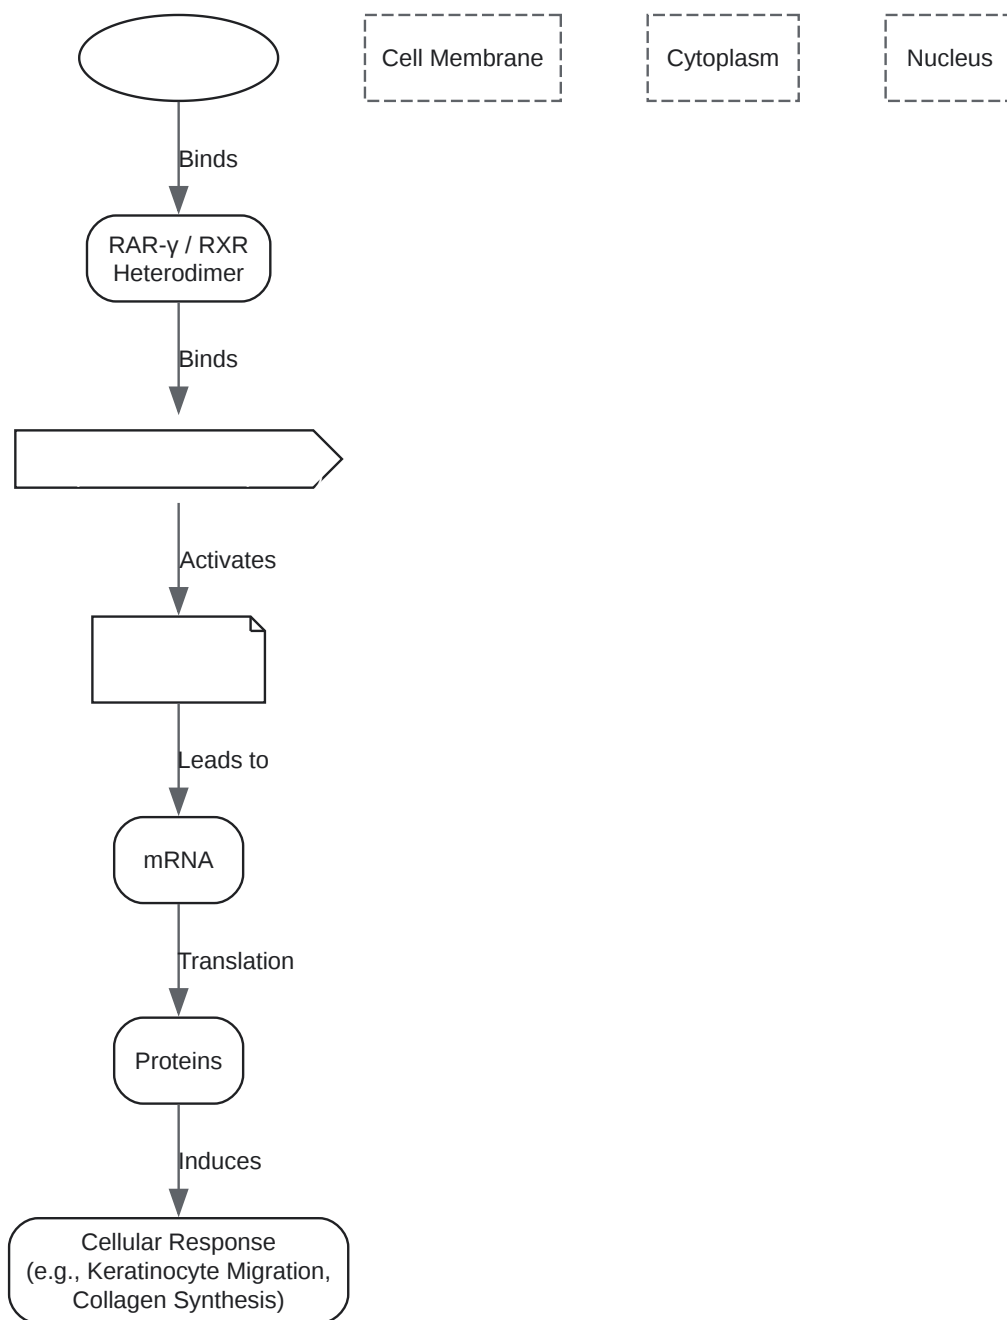 Cell Membrane
Cytoplasm
Nucleus
Binds
RAR-γ / RXR
Heterodimer
Binds
Activates
Leads to
mRNA
Translation
Proteins
Induces
Cellular Response
(e.g., Keratinocyte Migration,
Collagen Synthesis)